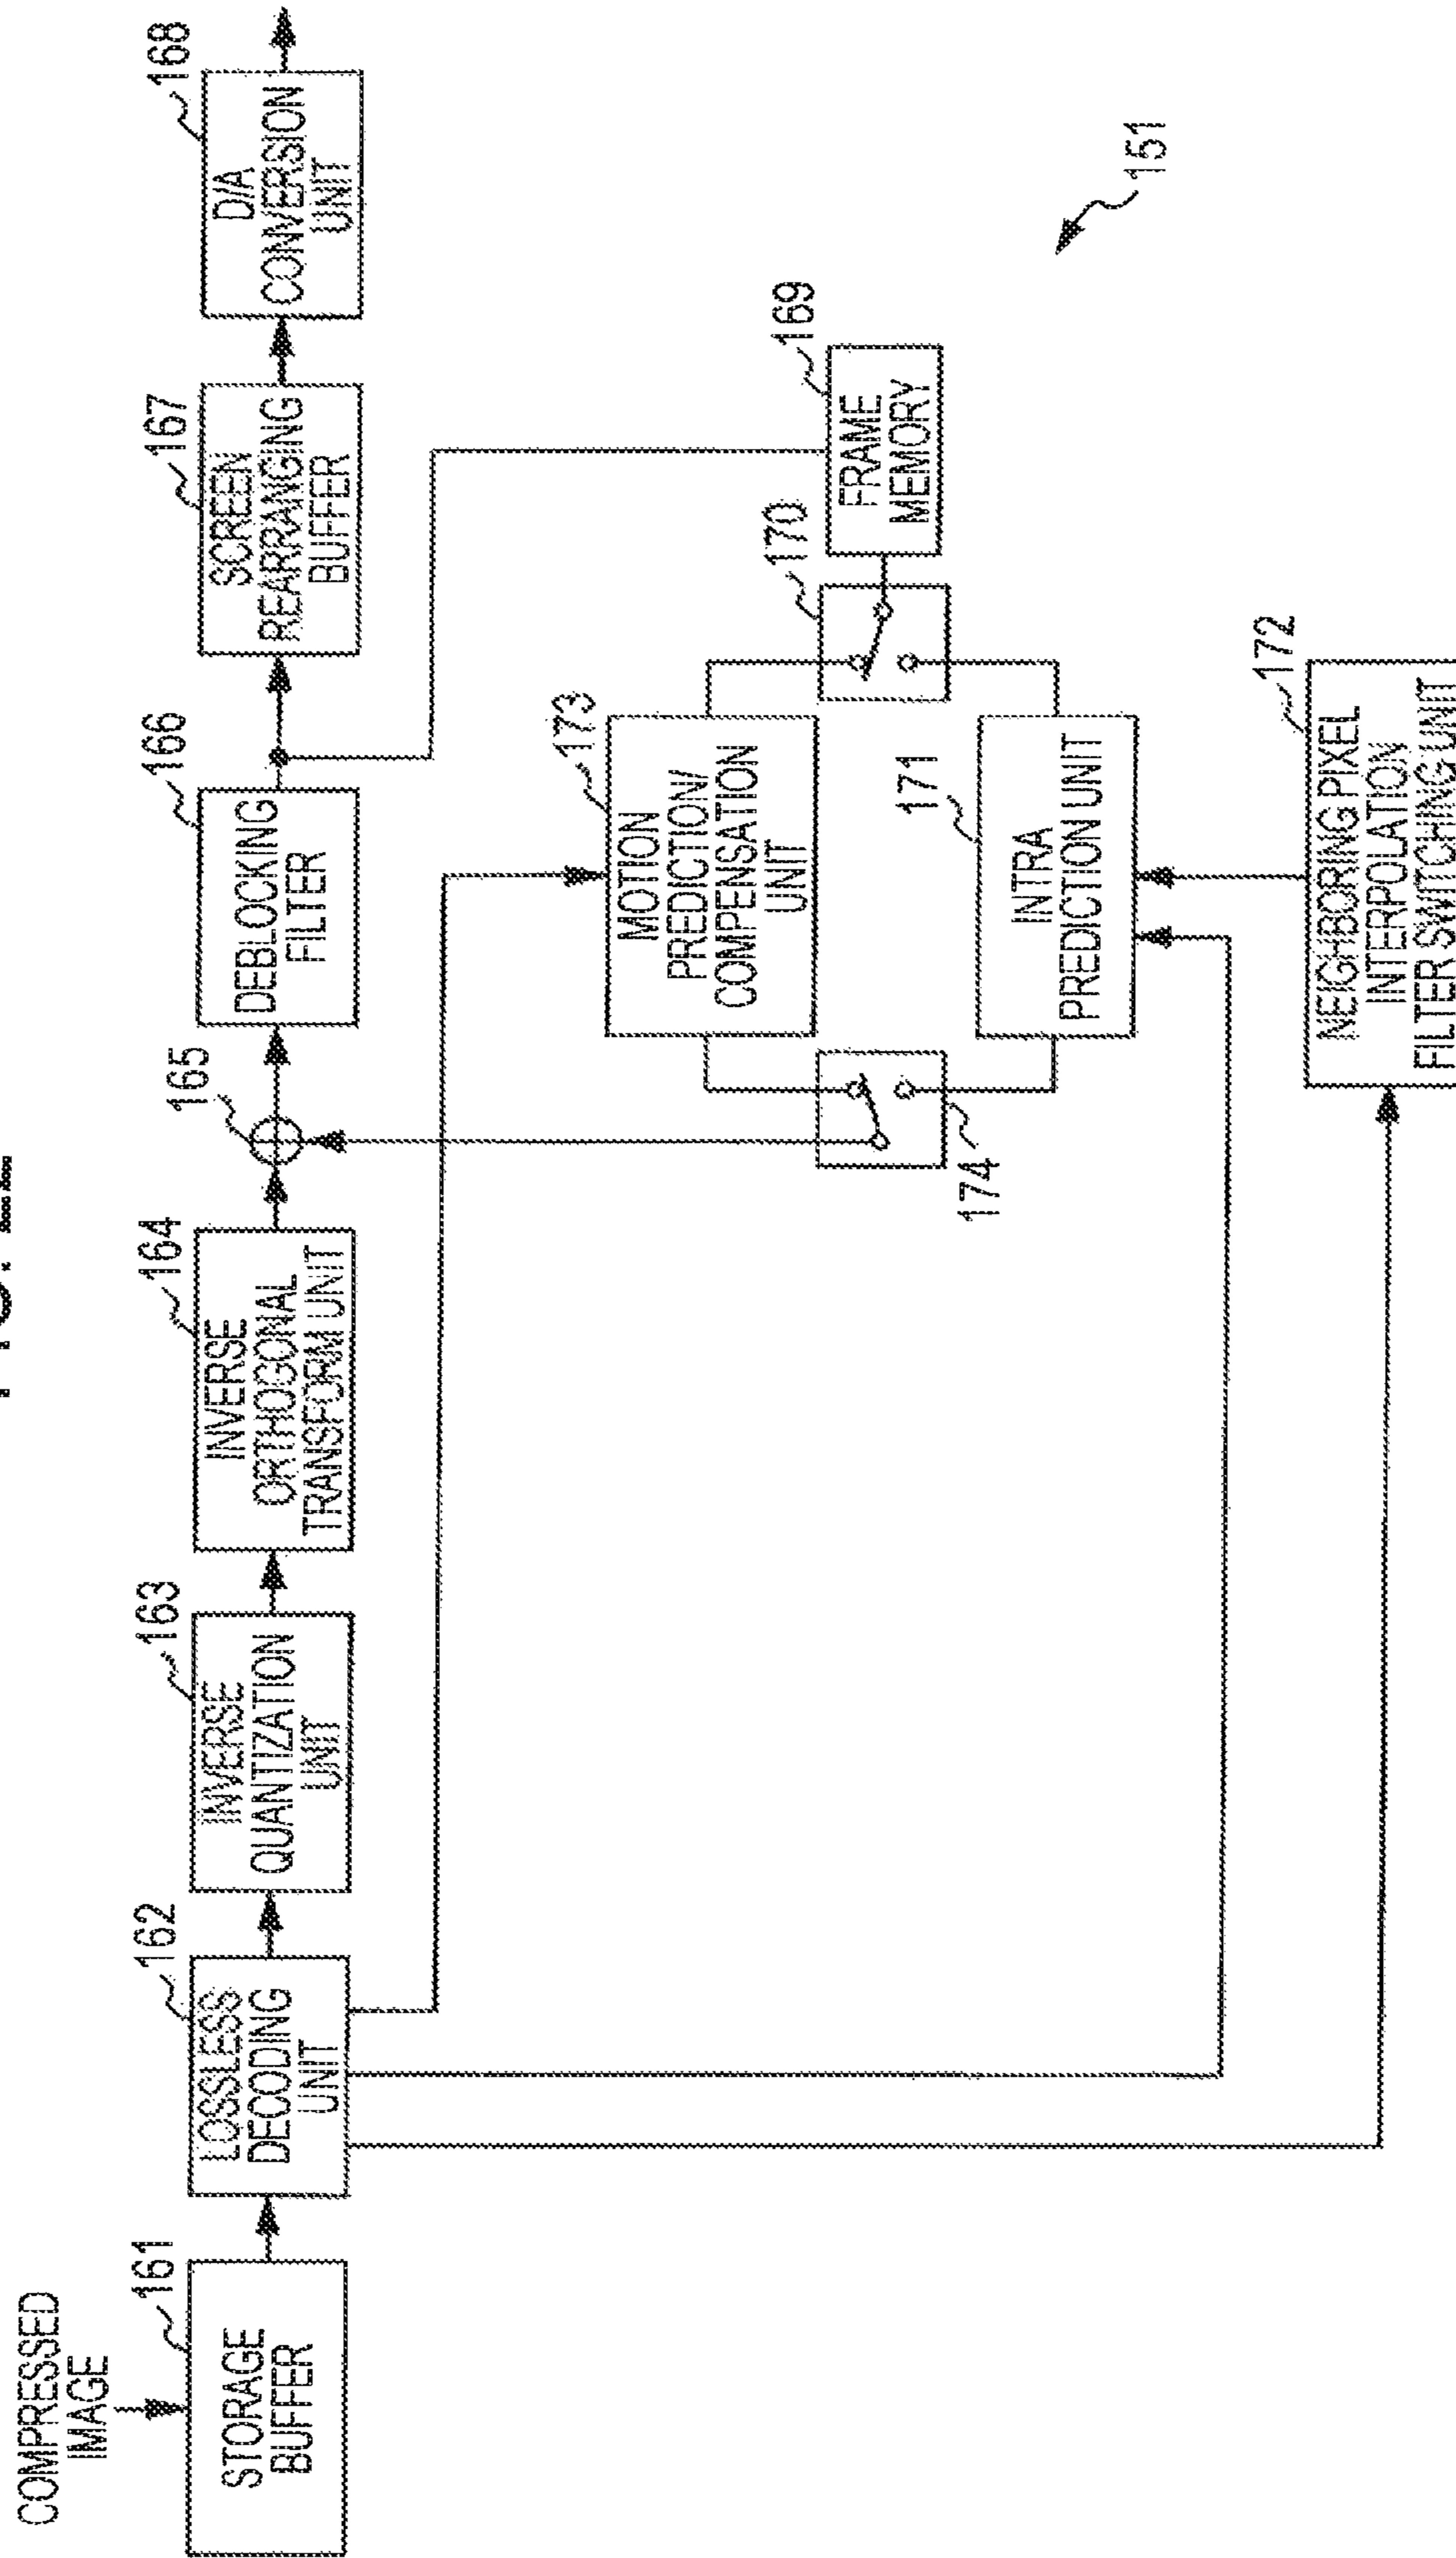 COMPRESSED
IMAGE
161
STORAGE
BUFFER
162
LOSSLESS
DECODING
UNIT
163
INVERSE
QUANTIZATION
UNIT
164
INVERSE
ORTHOGONAL
TRANSFORM UNIT
165
166
DEBLOCKING
FILTER
167
SCREEN
REARRANGING
BUFFER
168
D/A
CONVERSION
UNIT
173
MOTION
PREDICTION/
COMPENSATION
UNIT
170
169
FRAME
MEMORY
174
171
INTRA
PREDICTION UNIT
151
172
NEIGHBORING PIXEL
INTERPOLATION
FILTER SWITCHING UNIT